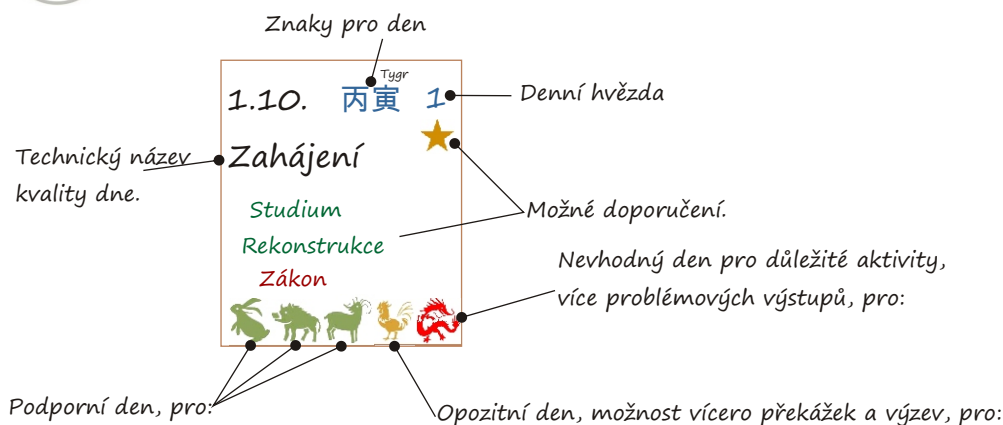 Znaky pro den
Tygr
1.10. 丙寅 1
Denní hvězda
Technický název
kvality dne.
Zahájení
Studium
Rekonstrukce
Zákon
Možné doporučení.
Nevhodný den pro důležité aktivity,
více problémových výstupů, pro:
Podporní den, pro:
Opozitní den, možnost vícero překážek a výzev, pro: